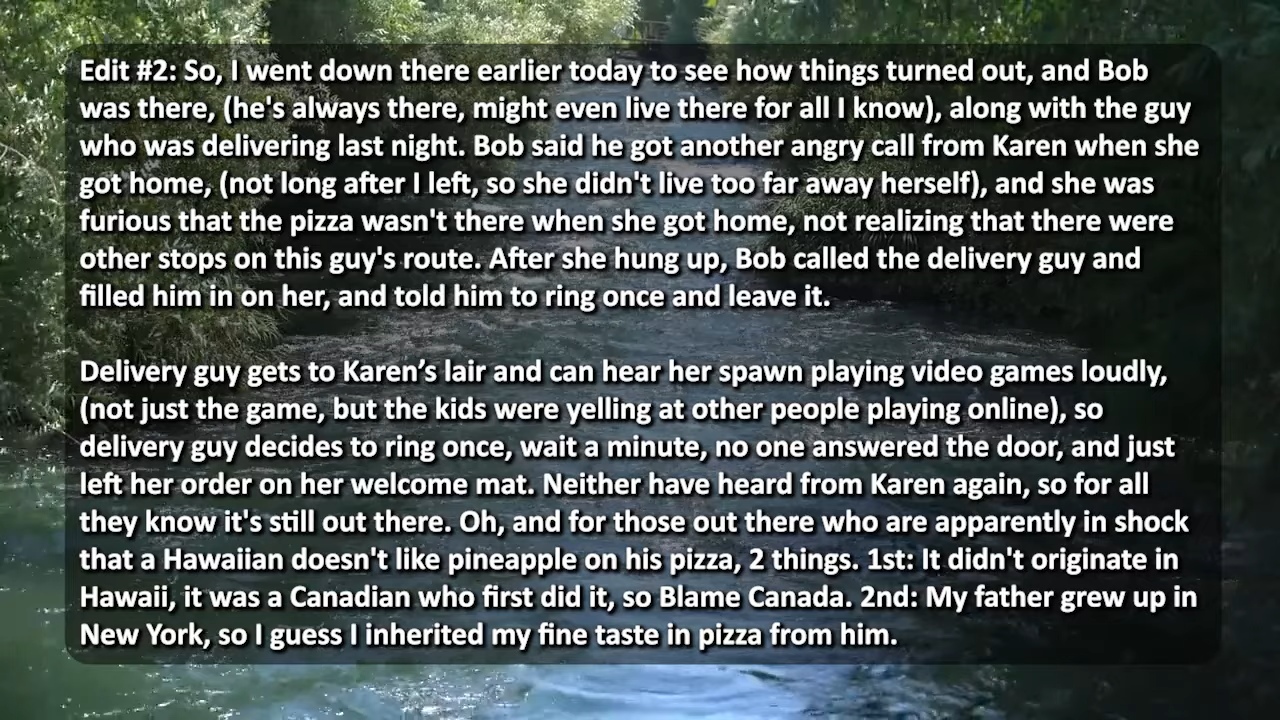 Edit #2: So, I went down there earlier today to see how things turned out, and Bob
was there, (he's always there, might even live there for all I know), along with the guy
who was delivering last night. Bob said he got another angry call from Karen when she
got home, (not long after I left, so she didn't live too far away herself), and she was
furious that the pizza wasn't there when she got home, not realizing that there were
other stops on this guy's route. After she hung up, Bob called the delivery guy and
filled him in on her, and told him to ring once and leave it.

Delivery guy gets to Karen’s lair and can hear her spawn playing video games loudly,
(not just the game, but the kids were yelling at other people playing online), so
delivery guy decides to ring once, wait a minute, no one answered the door, and just
left her order on her welcome mat. Neither have heard from Karen again, so for all
they know it's still out there. Oh, and for those out there who are apparently in shock
that a Hawaiian doesn't like pineapple on his pizza, 2 things. 1st: It didn't originate in
Hawaii, it was a Canadian who first did it, so Blame Canada. 2nd: My father grew up in
New York, so I guess I inherited my fine taste in pizza from him.